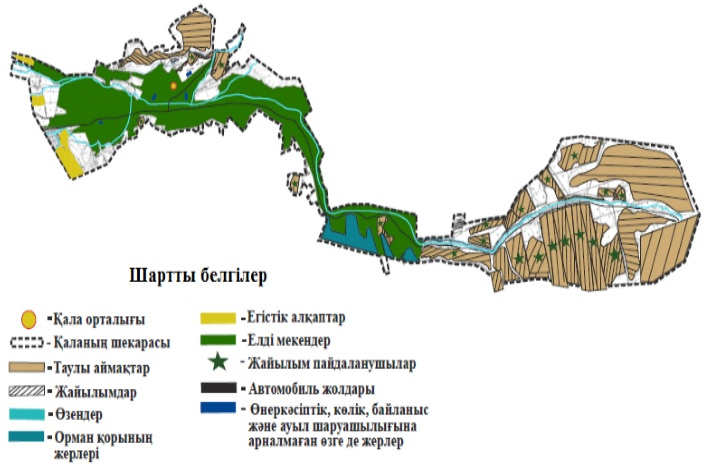 Шартты белгілер
-Қала орталығы
- Қаланың шекарасы
-Таулы аймақтар
-Жайылымдар
-Өзендер
-Орман қорының
жерлері
-Егістік алқаптар
-Елді мекендер
- Жайылым пайдаланушылар
- Автомобиль жолдары
- Өнеркәсіптік, көлік, байланыс
және ауыл шаруашылығына
арналмаған өзге де жерлер